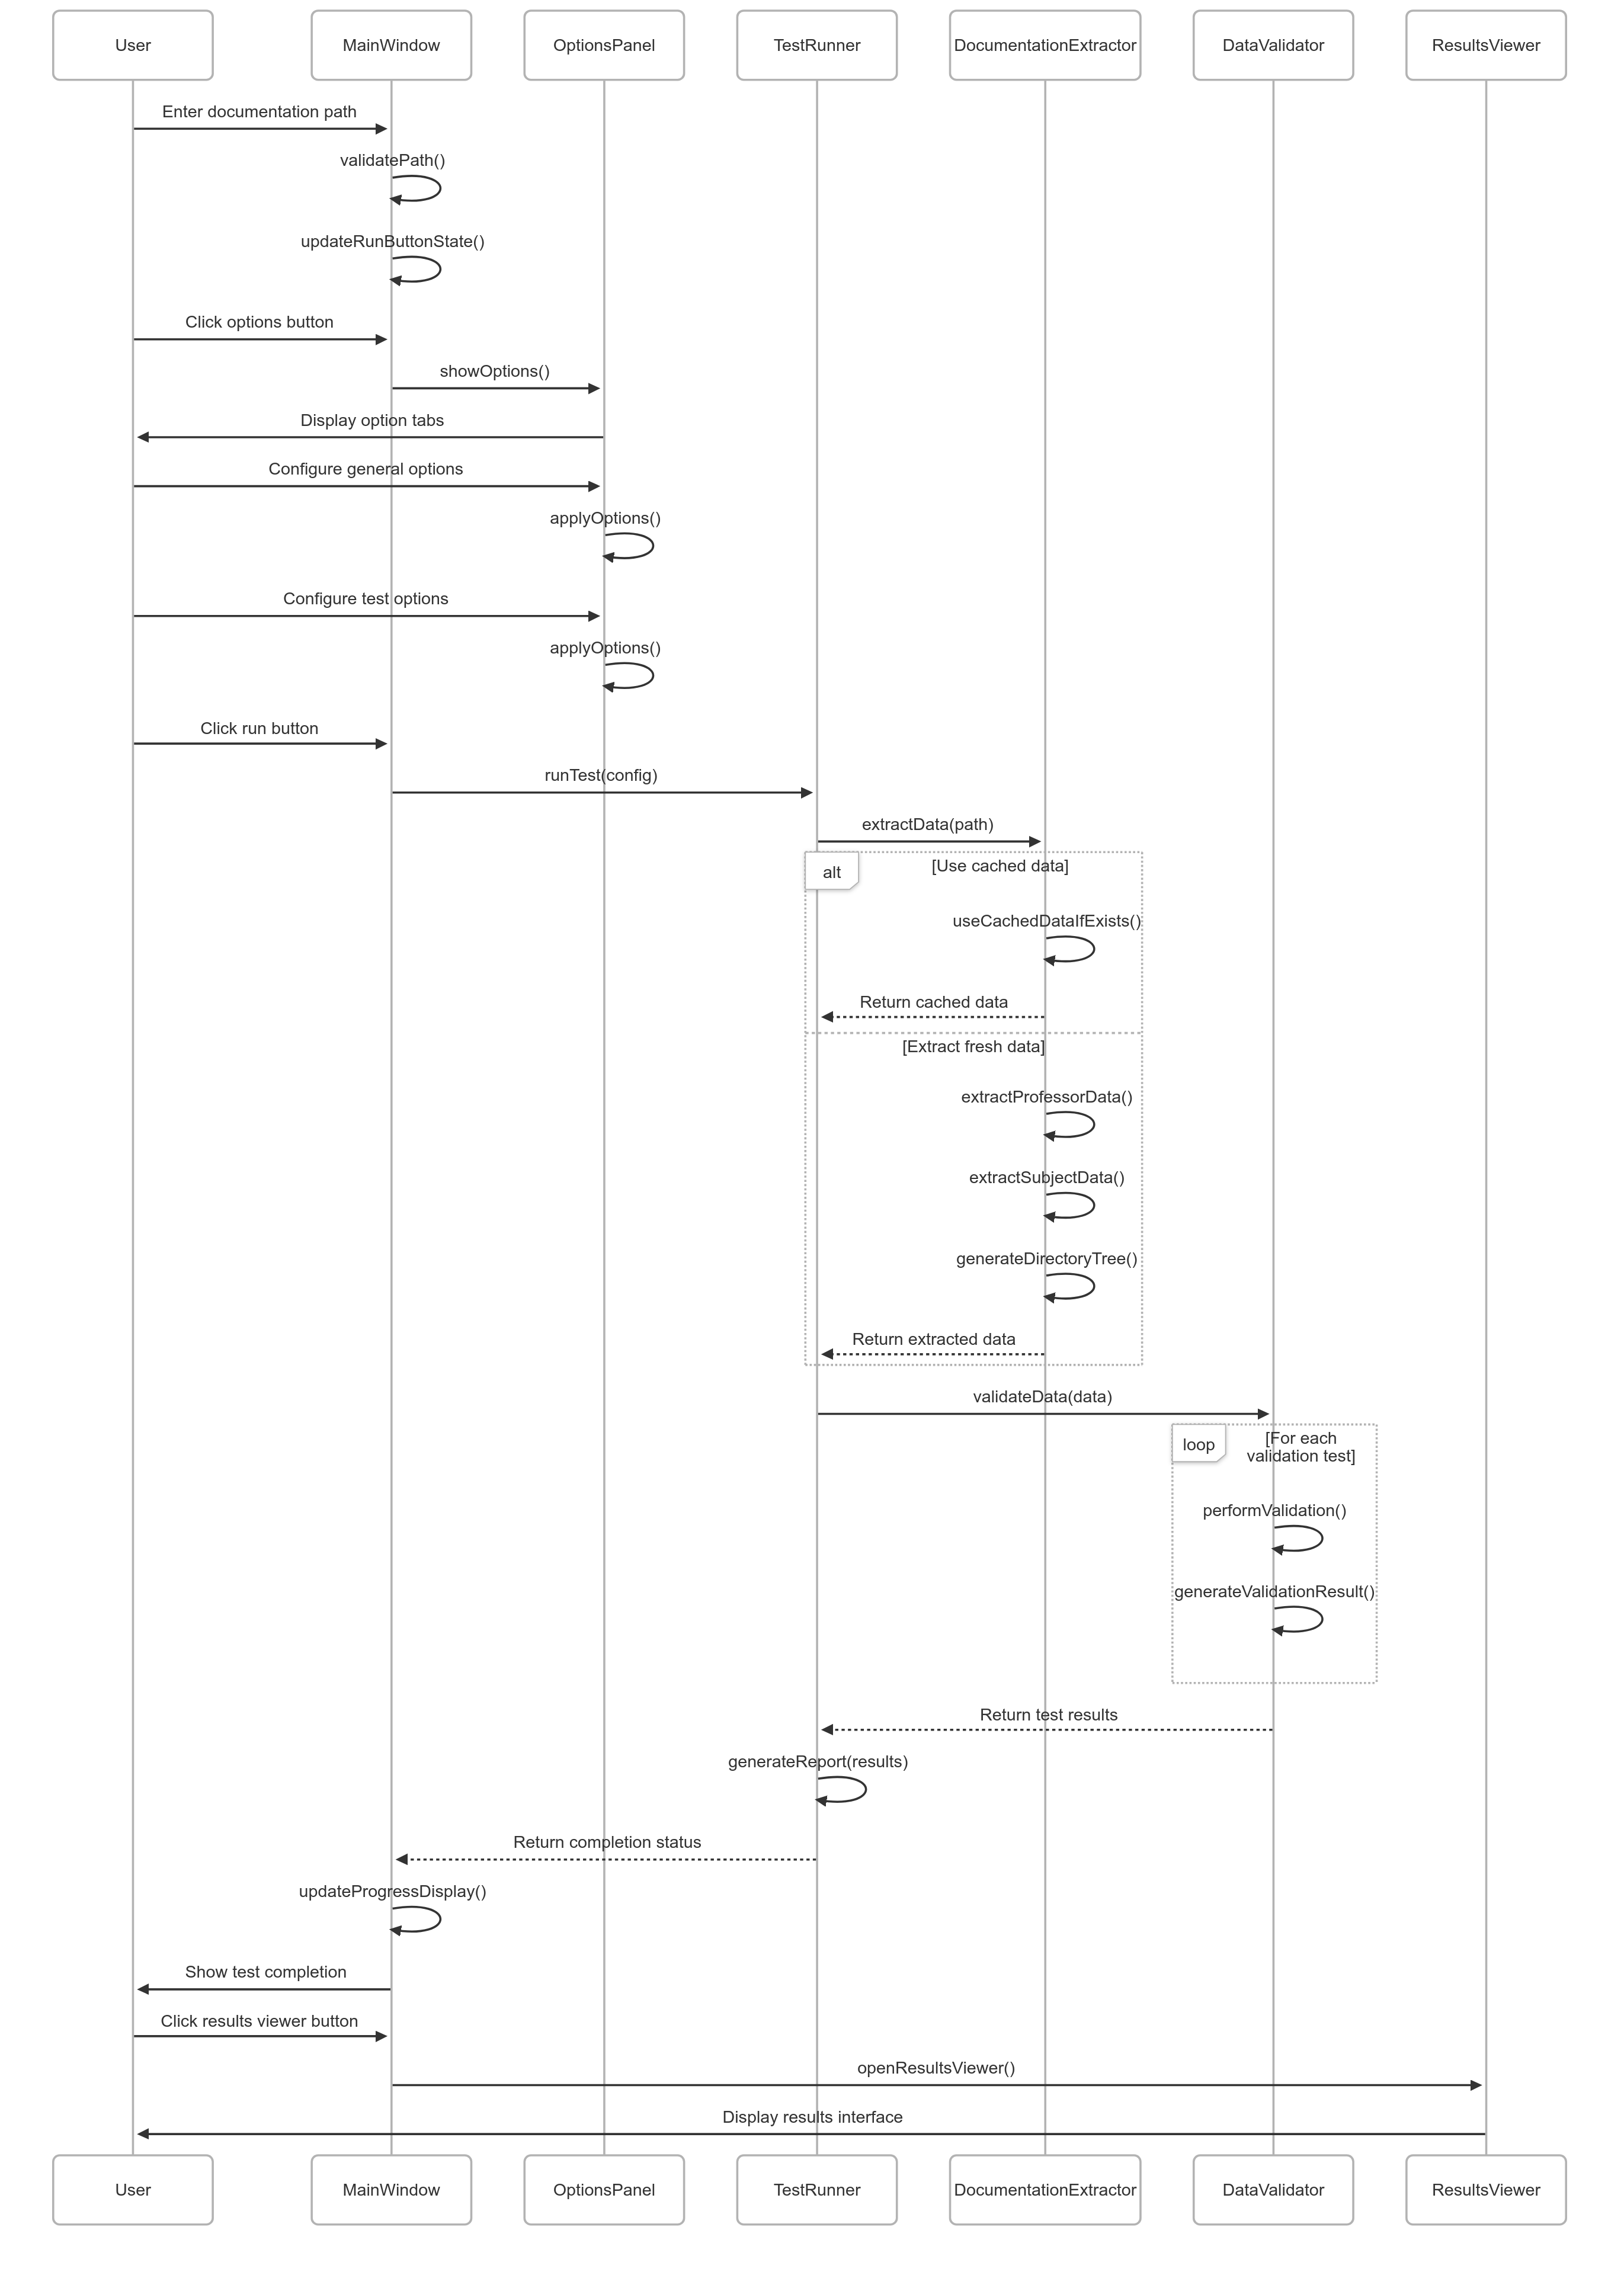 User
MainWindow
OptionsPanel
TestRunner
DocumentationExtractor
DataValidator
ResultsViewer
Enter documentation path
validatePath()
updateRunButtonState()
Click options button
showOptions()
Display option tabs
Configure general options
applyOptions()
Configure test options
applyOptions()
Click run button
runTest(config)
extractData(path)
alt
[Use cached data]
useCachedDataIfExists()
Return cached data
[Extract fresh data]
extractProfessorData()
extractSubjectData()
generateDirectoryTree()
Return extracted data
validateData(data)
loop
[For each
validation test]
performValidation()
generateValidationResult()
Return test results
generateReport(results)
Return completion status
updateProgressDisplay()
Show test completion
Click results viewer button
openResultsViewer()
Display results interface
User
MainWindow
OptionsPanel
TestRunner
DocumentationExtractor
DataValidator
ResultsViewer